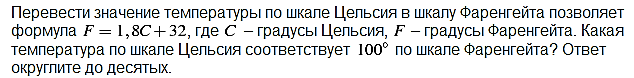 Перевести значение температуры по шкале Цельсия в шкалу Фаренгейта позволяет
формула F = 1,8C + 32, где C – градусы Цельсия, F – градусы Фаренгейта. Какая
температура по шкале Цельсия соответствует 100° по шкале Фаренгейта? Ответ
округлите до десятых.